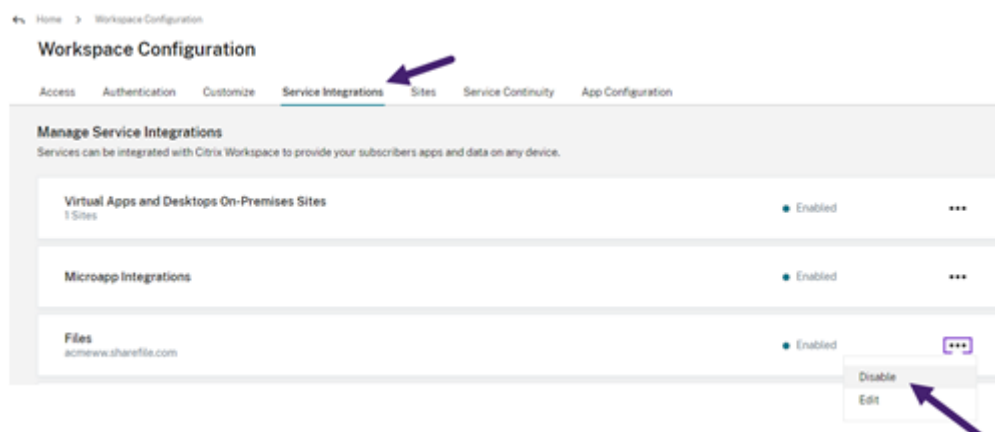 Home > Workspace Configuration
Workspace Configuration
Access Authentication Customize Service Integrations Sites Service Continuity App Configuration
Manage Service Integrations
Services can be integrated with Citrix Workspace to provide your subscribers apps and data on any device.
Virtual Apps and Desktops On-Premises Sites
1 Sites
Enabled
Microapp Integrations
Enabled
Files
acmeww.sharefile.com
Enabled
Disable
Edit